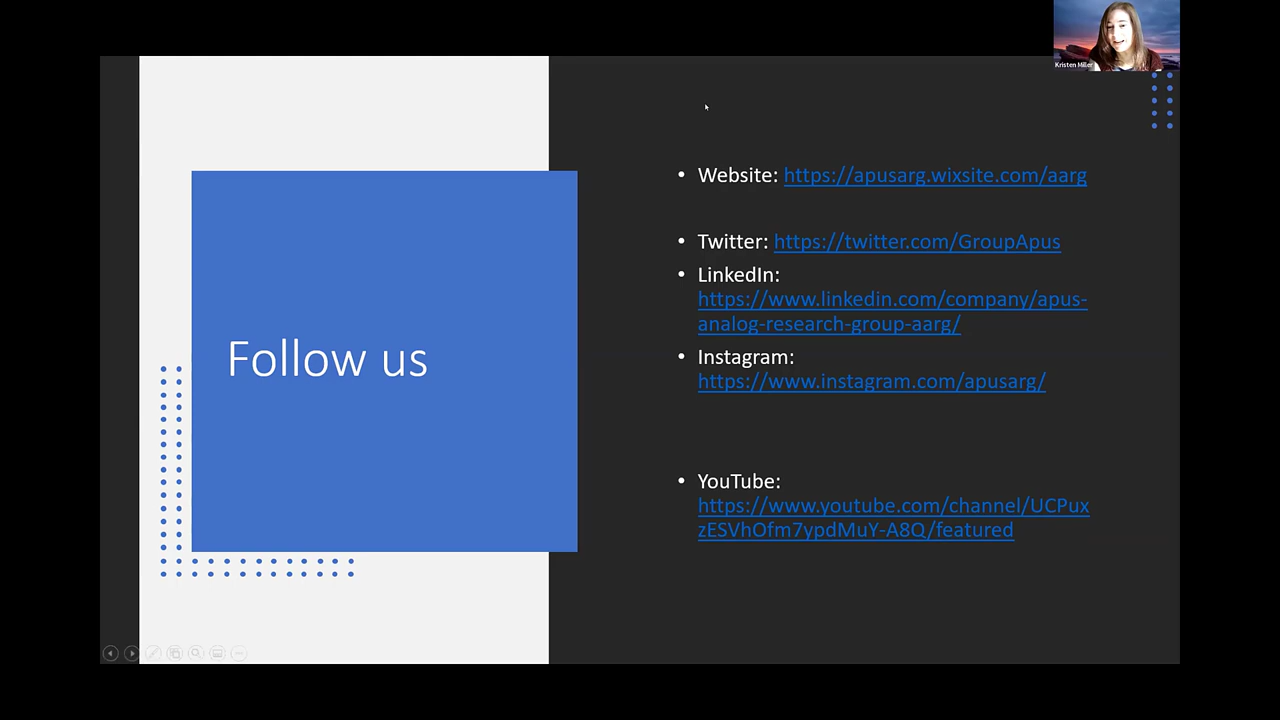 Kristen Miller
Follow us
• Website: https://apusarg.wixsite.com/aarg
• Twitter: https://twitter.com/GroupApus
• LinkedIn:
https://www.linkedin.com/company/apus-
analog-research-group-aarg/
• Instagram:
https://www.instagram.com/apusarg/
• YouTube:
https://www.youtube.com/channel/UCPux
zESVhOfm7ypdMuY-A8Q/featured